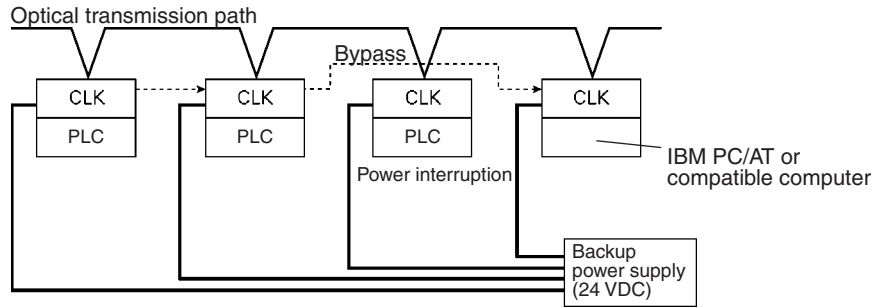 Optical transmission path
Bypass
CLK
CLK
CLK
CLK
PLC
PLC
PLC
Power interruption
IBM PC/AT or
compatible computer
Backup
power supply
(24 VDC)